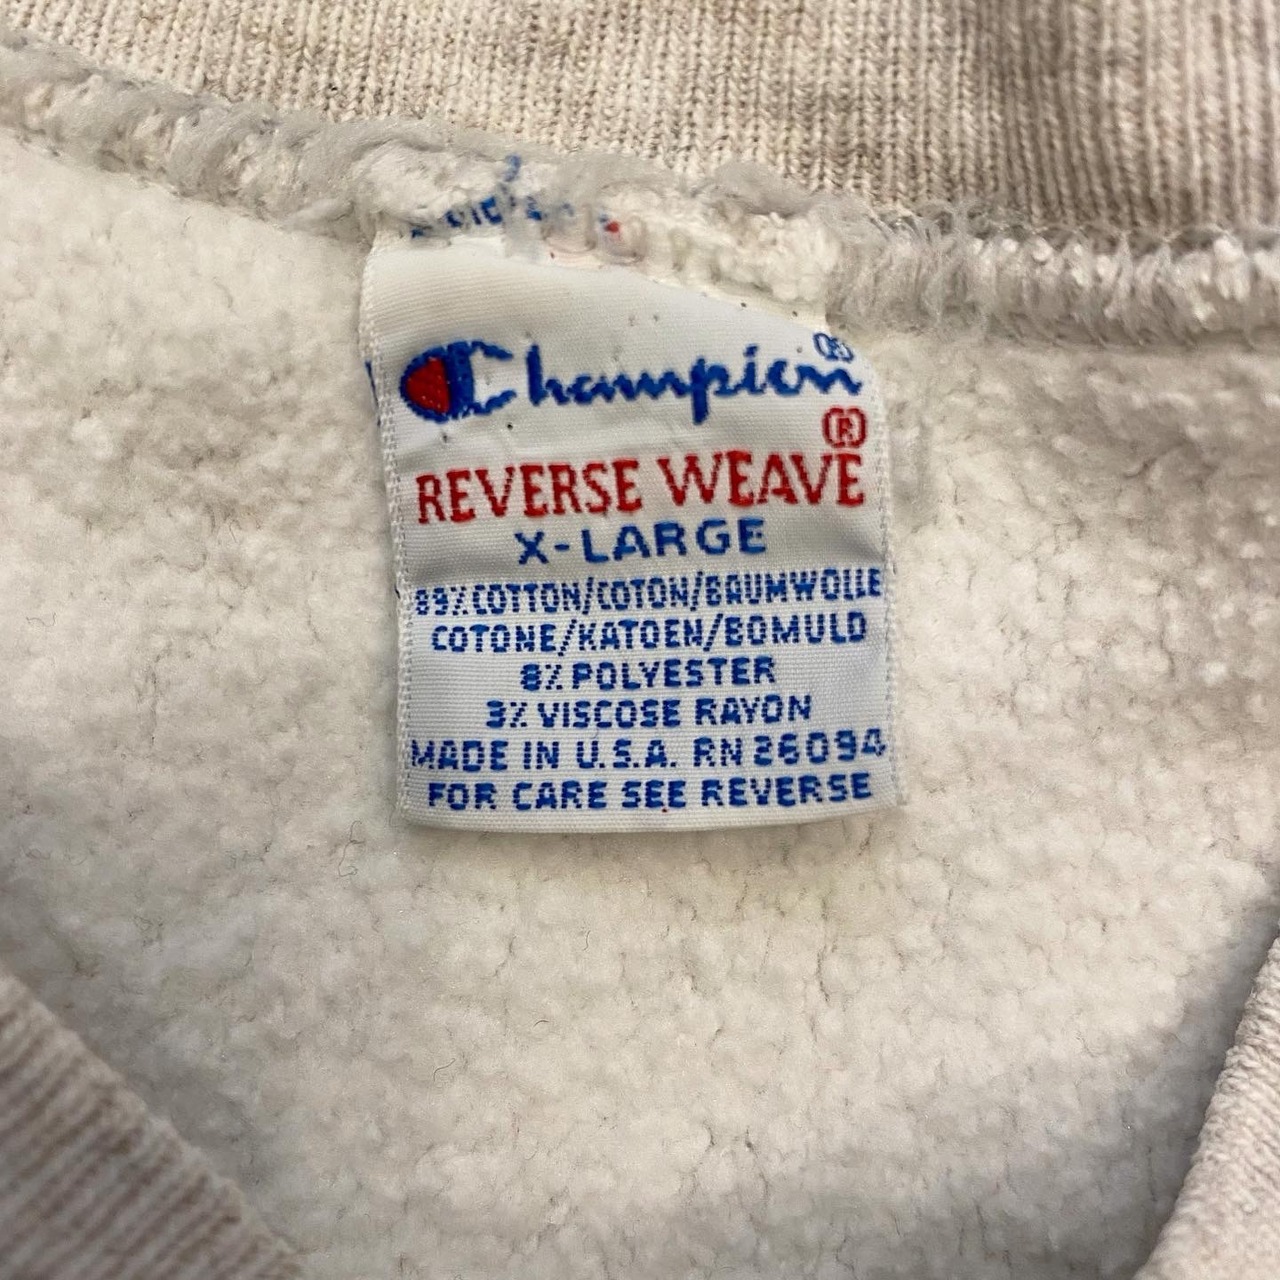 Champion®
®
REVERSE WEAVE
X-LARGE
89% COTTON/COTON/BAUMWOLLE
COTONE/KATOEN/BOMULD
8% POLYESTER
3% VISCOSE RAYON
MADE IN U.S.A. RN 26094
FOR CARE SEE REVERSE